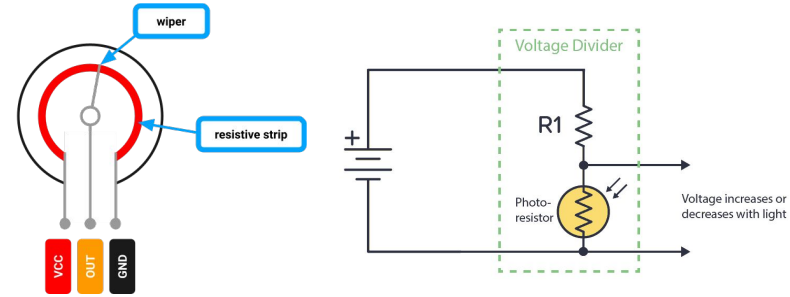 wiper
resistive strip
VCC
OUT
GND
Voltage Divider
+
R1
Photo-
resistor
Voltage increases or
decreases with light